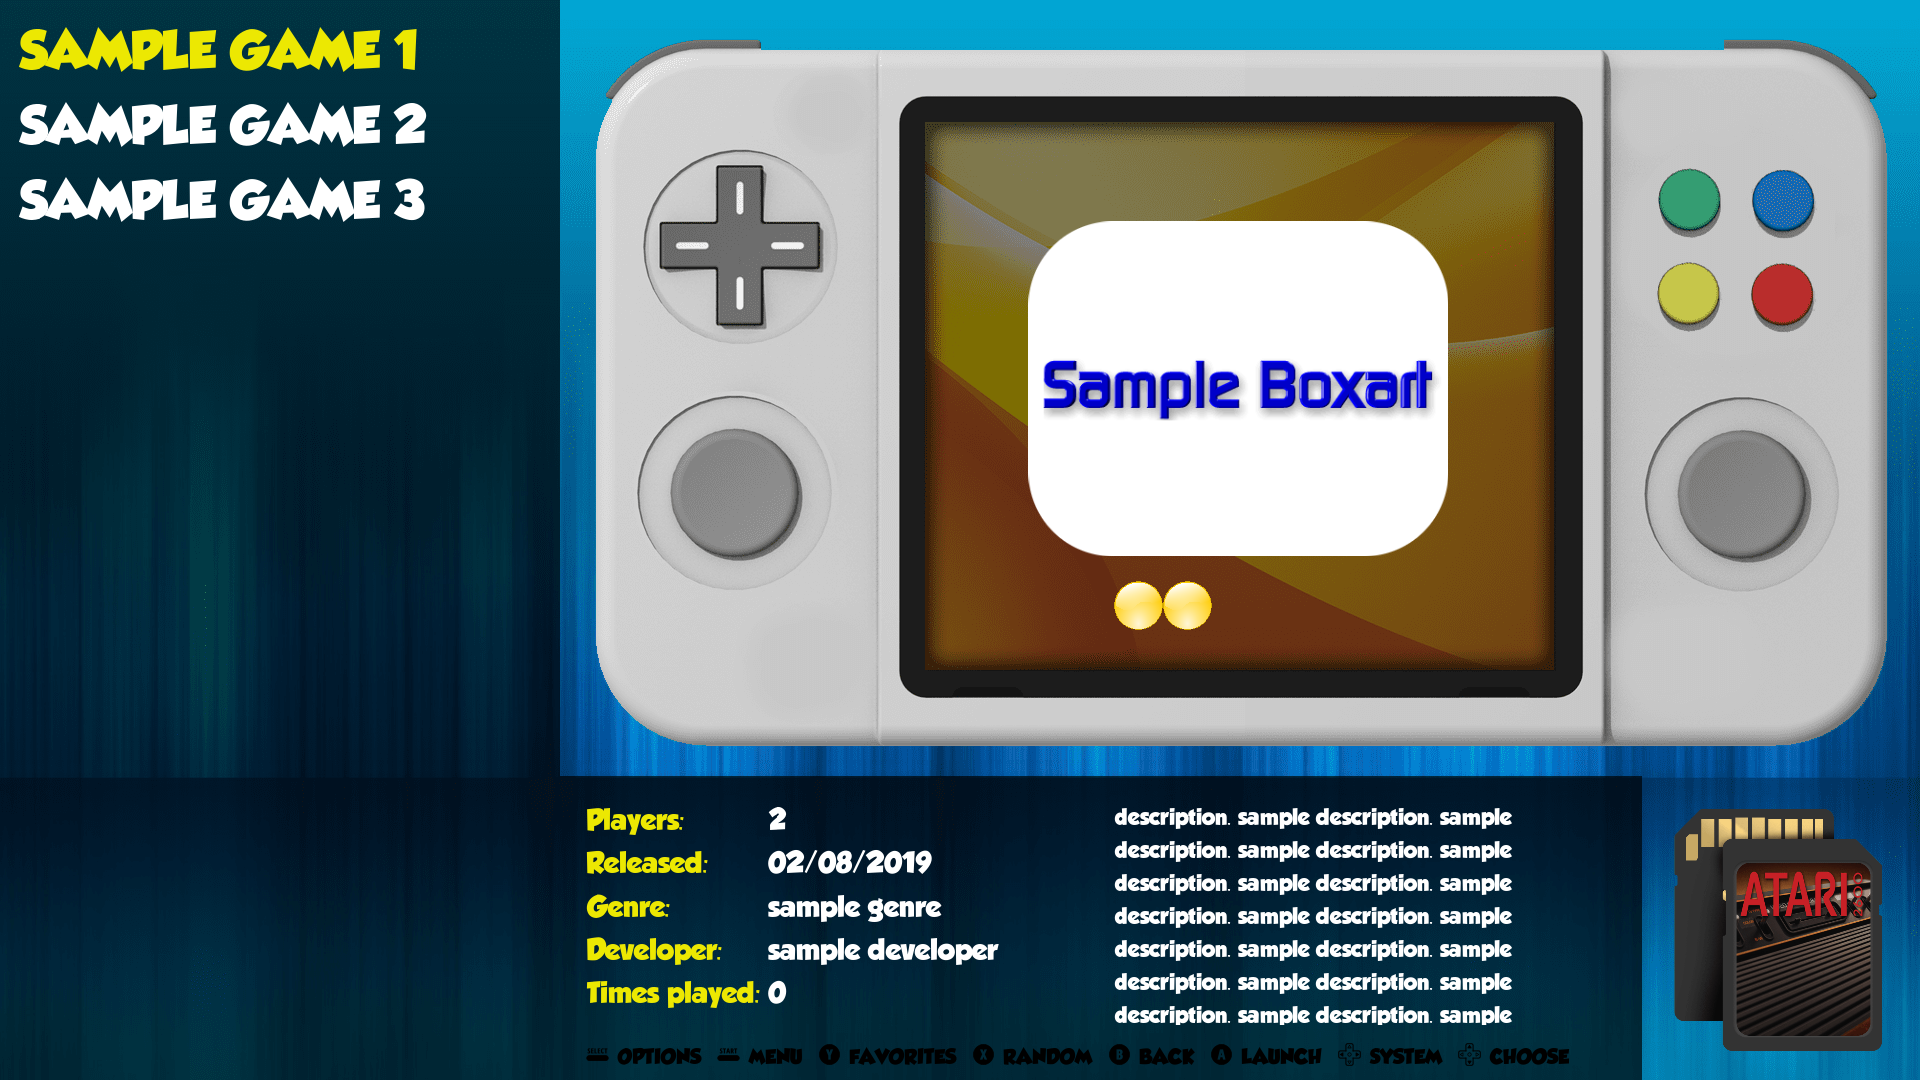 SAMPLE GAME 1
SAMPLE GAME 2
SAMPLE GAME 3
Sample Boxart
Players: 2
Released: 02/08/2019
Genre: sample genre
Developer: sample developer
Times played: 0
description. sample description. sample
description. sample description. sample
description. sample description. sample
description. sample description. sample
description. sample description. sample
description. sample description. sample
description. sample description. sample
ATARI 2600
SELECT OPTIONS START MENU Y FAVORITES X RANDOM B BACK A LAUNCH SYSTEM CHOOSE